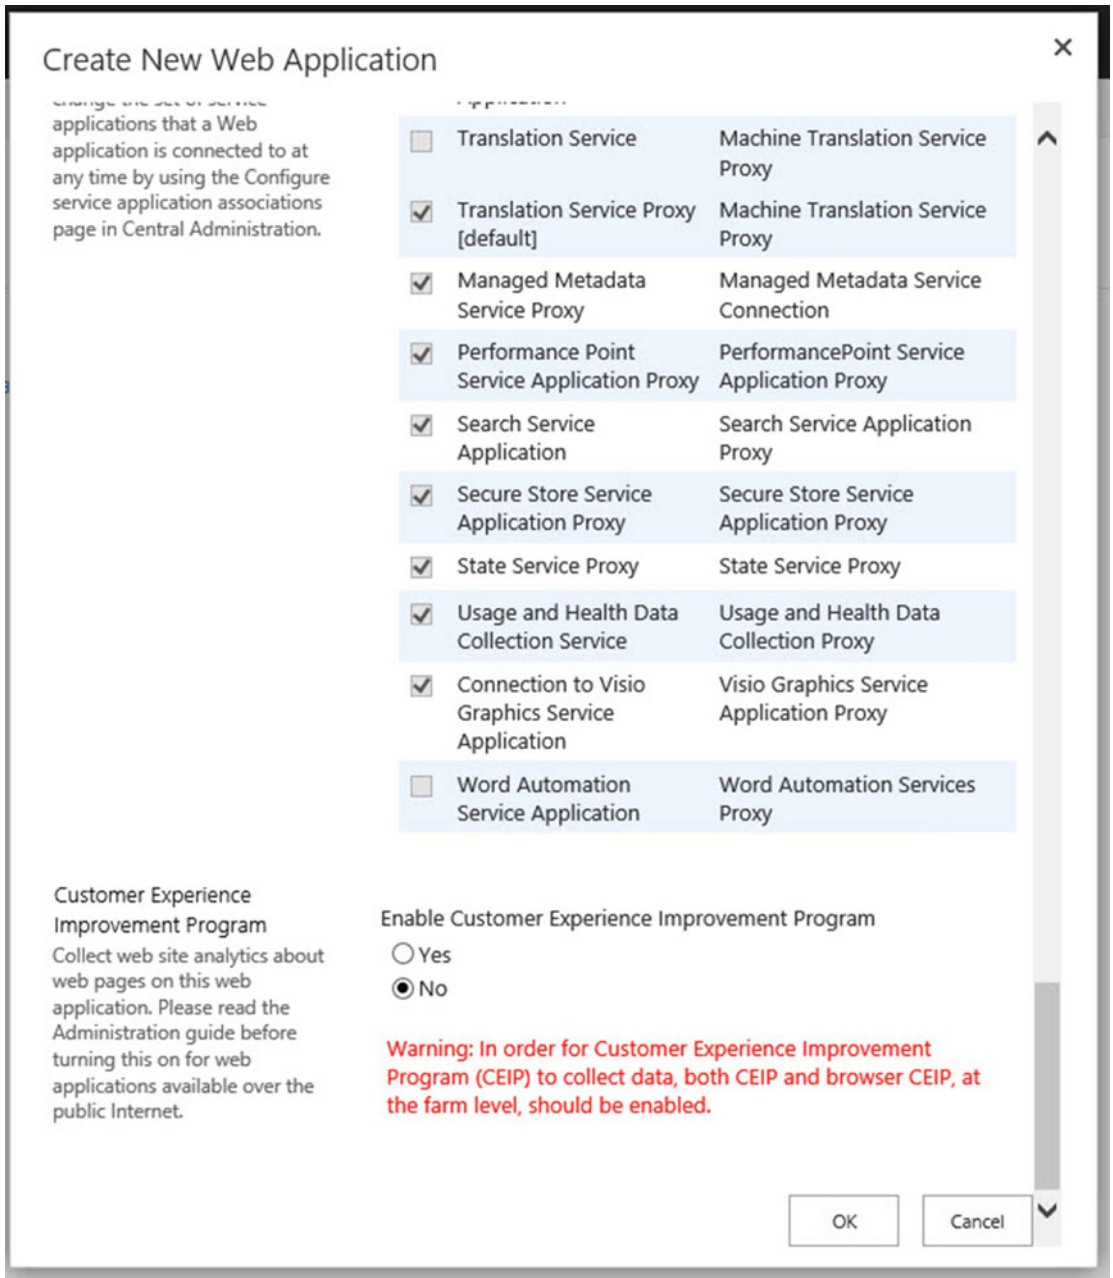 Create New Web Application
change the set of service
applications that a Web
application is connected to at
any time by using the Configure
service application associations
page in Central Administration.
Application
Translation Service
Machine Translation Service
Proxy
Translation Service Proxy
[default]
Machine Translation Service
Proxy
Managed Metadata
Service Proxy
Managed Metadata Service
Connection
Performance Point
Service Application Proxy
PerformancePoint Service
Application Proxy
Search Service
Application
Search Service Application
Proxy
Secure Store Service
Application Proxy
Secure Store Service
Application Proxy
State Service Proxy
State Service Proxy
Usage and Health Data
Collection Service
Usage and Health Data
Collection Proxy
Connection to Visio
Graphics Service
Application
Visio Graphics Service
Application Proxy
Word Automation
Service Application
Word Automation Services
Proxy
Customer Experience
Improvement Program
Collect web site analytics about
web pages on this web
application. Please read the
Administration guide before
turning this on for web
applications available over the
public Internet.
Enable Customer Experience Improvement Program
Yes
No
Warning: In order for Customer Experience Improvement
Program (CEIP) to collect data, both CEIP and browser CEIP, at
the farm level, should be enabled.
OK
Cancel